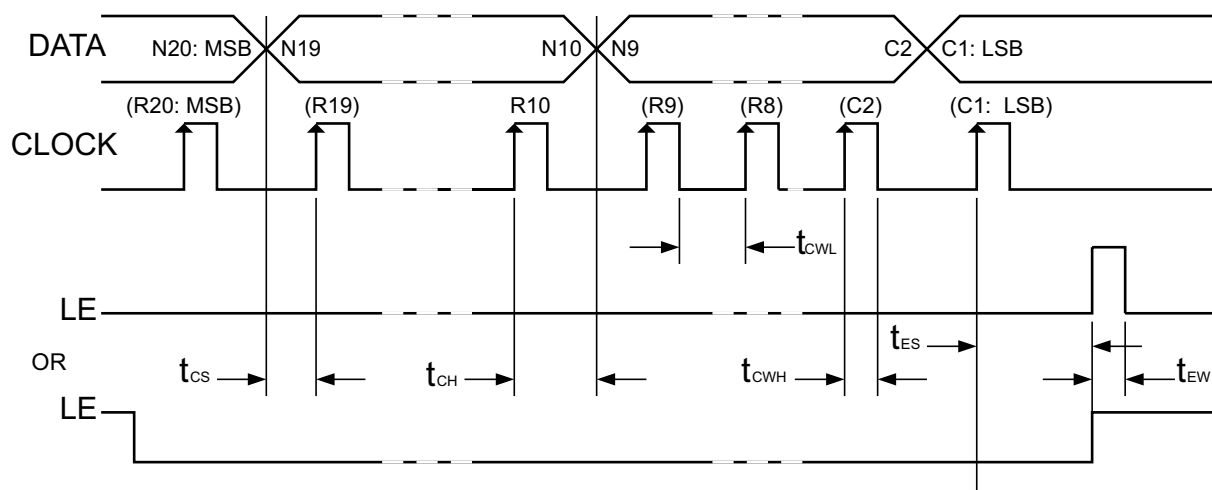 DATA N20: MSB N19 N10 N9 C2 C1: LSB
(R20: MSB) (R19) R10 (R9) (R8) (C2) (C1: LSB)
CLOCK
tCWL
LE
tES
OR
tCS tCH tCWH tEW
LE